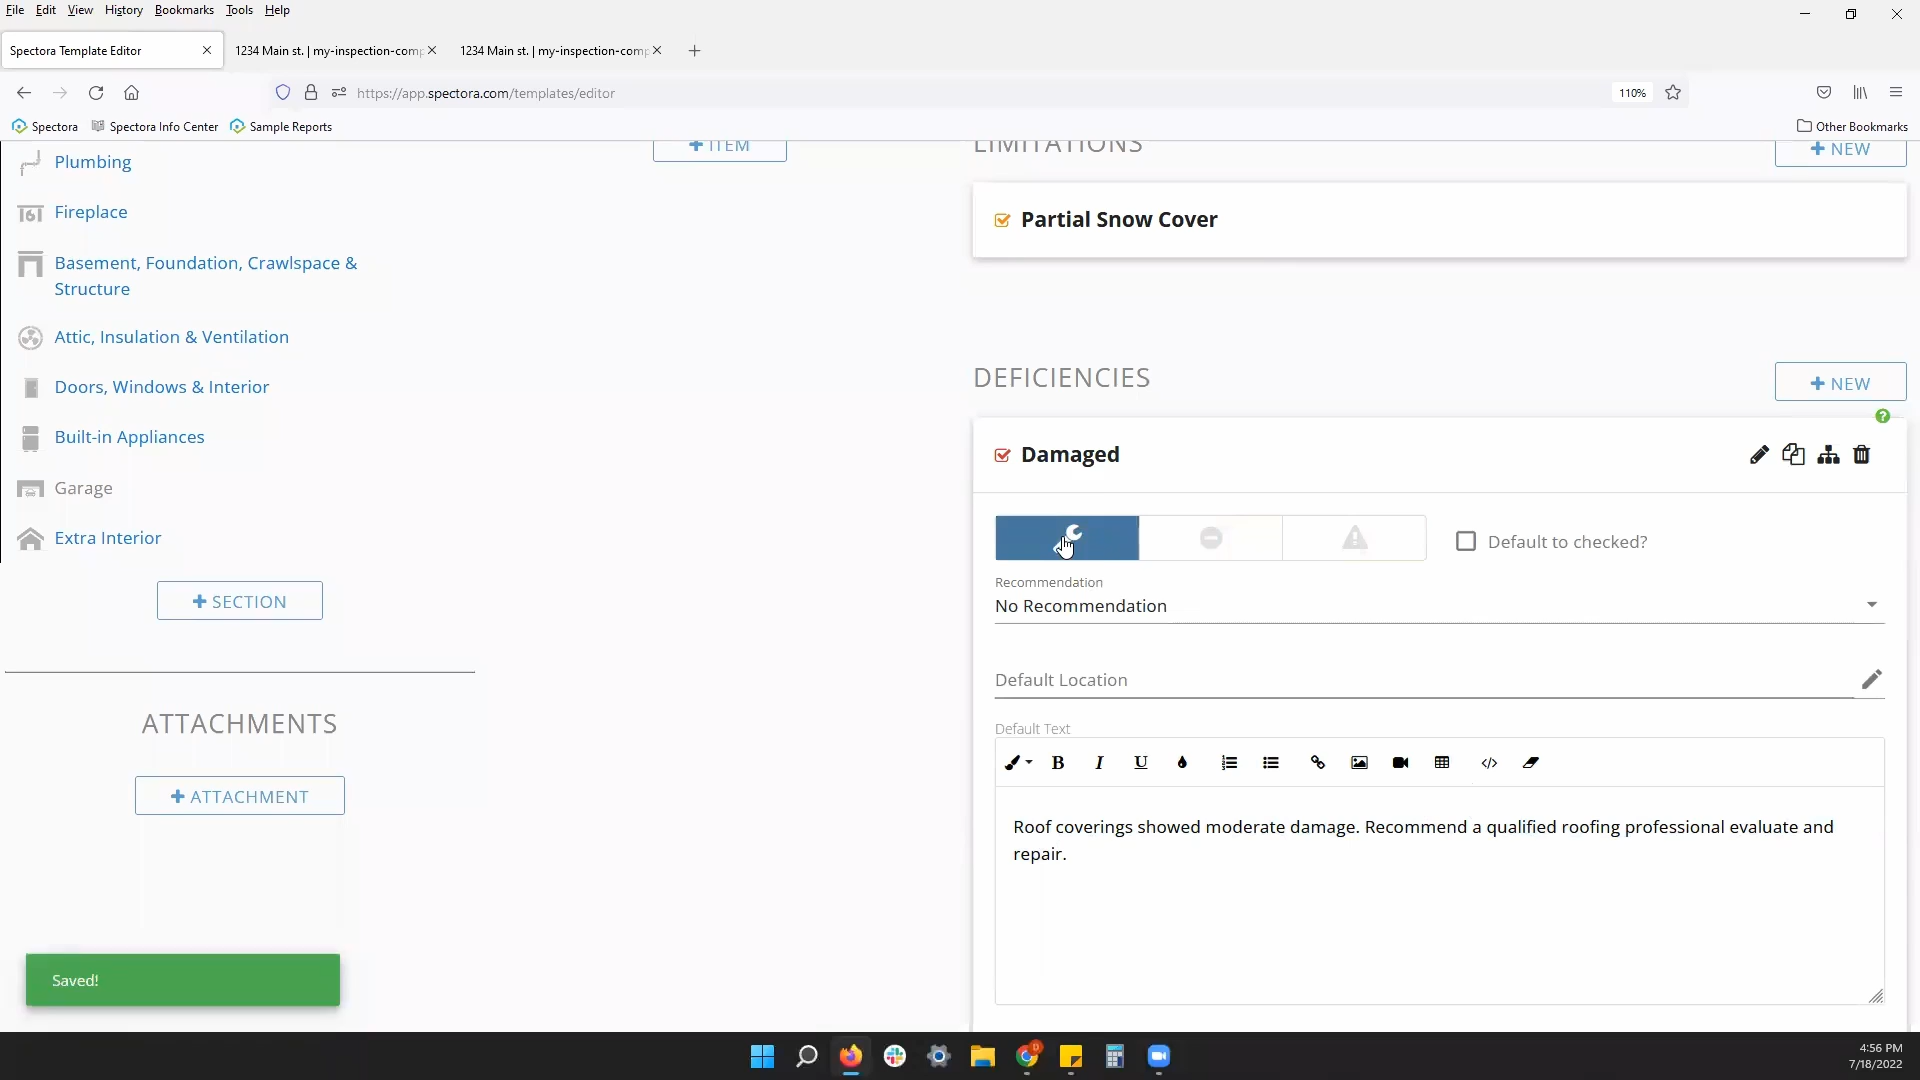 File Edit View History Bookmarks Tools Help
Spectora Template Editor
1234 Main st. | my-inspection-comp
1234 Main st. | my-inspection-comp
https://app.spectora.com/templates/editor
110%
Spectora
Spectora Info Center
Sample Reports
Other Bookmarks
Plumbing
Fireplace
Basement, Foundation, Crawlspace &
Structure
Attic, Insulation & Ventilation
Doors, Windows & Interior
Built-in Appliances
Garage
Extra Interior
+ SECTION
ATTACHMENTS
+ ATTACHMENT
Saved!
+ ITEM
LIMITATIONS
+ NEW
Partial Snow Cover
DEFICIENCIES
+ NEW
?
Damaged
Default to checked?
Recommendation
No Recommendation
Default Location
Default Text
B I U
Roof coverings showed moderate damage. Recommend a qualified roofing professional evaluate and
repair.
4:56 PM
7/18/2022